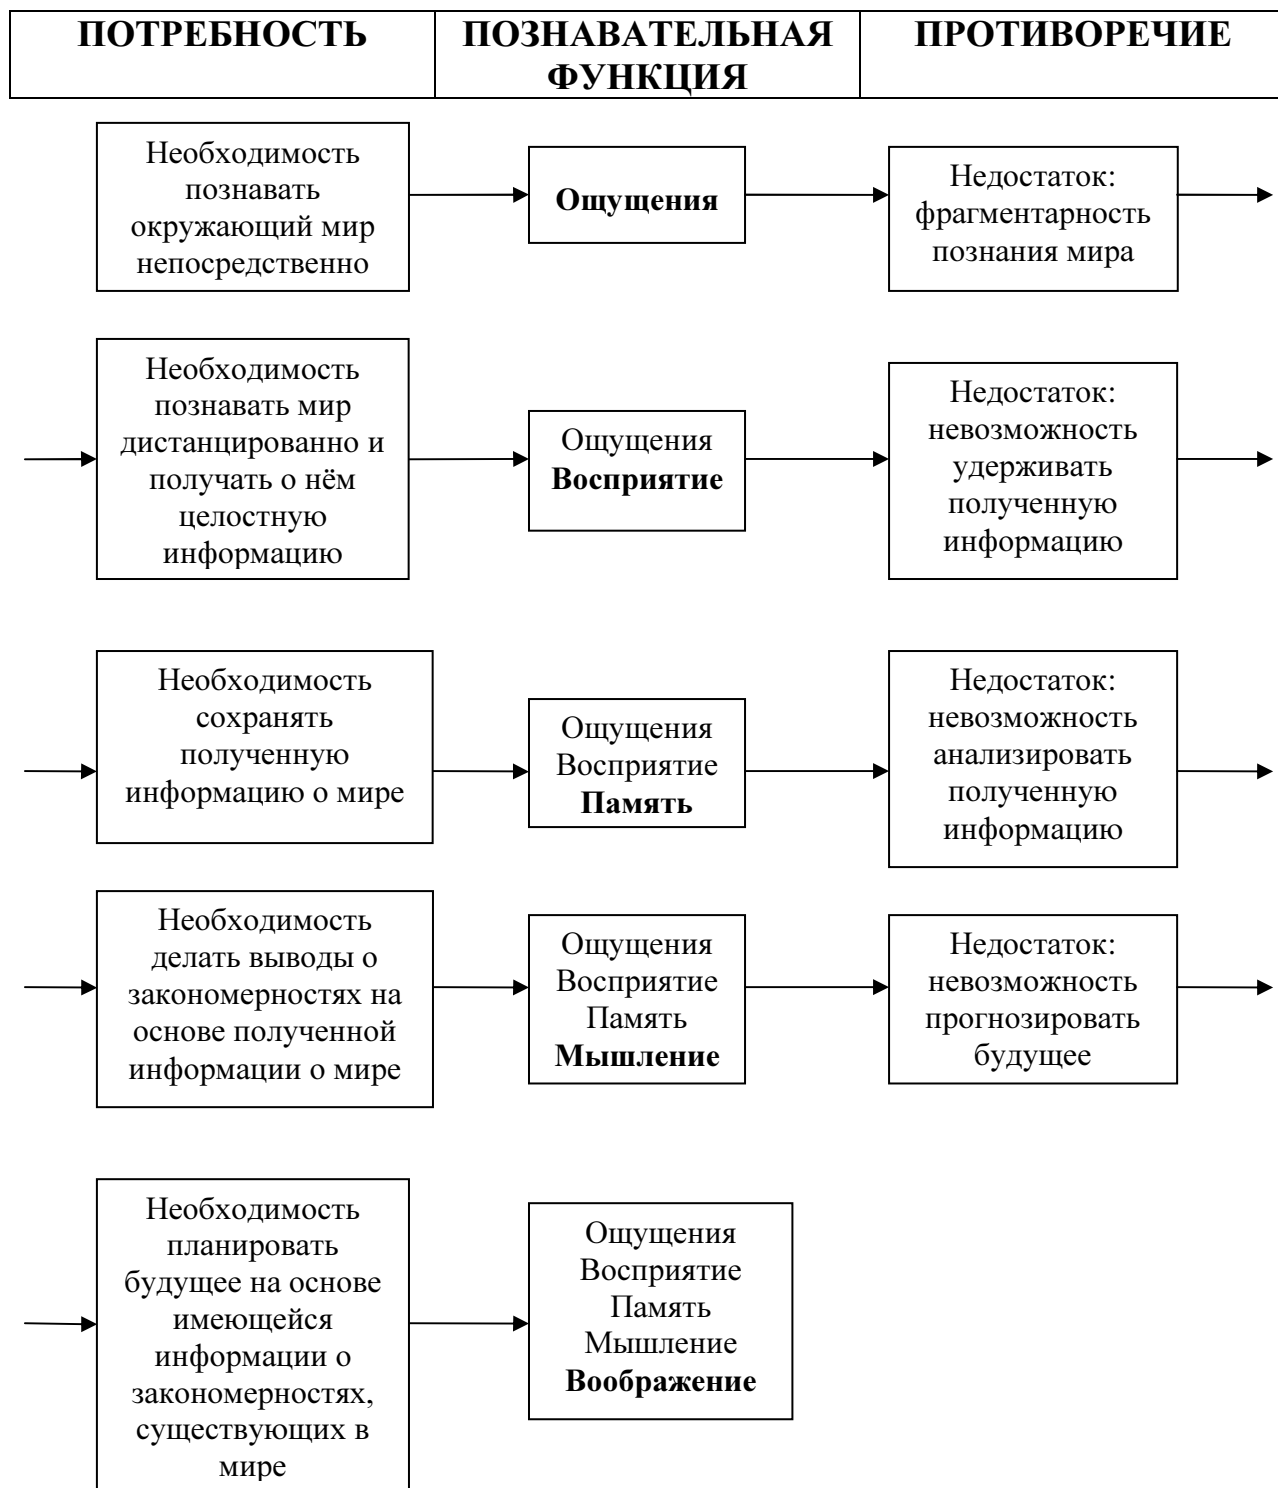 ПОТРЕБНОСТЬ
ПОЗНАВАТЕЛЬНАЯ
ФУНКЦИЯ
ПРОТИВОРЕЧИЕ
Необходимость
познавать
окружающий мир
непосредственно
Ощущения
Недостаток:
фрагментарность
познания мира
Необходимость
познавать мир
дистанцированно и
получать о нём
целостную
информацию
Ощущения
Восприятие
Недостаток:
невозможность
удерживать
полученную
информацию
Необходимость
сохранять
полученную
информацию о мире
Ощущения
Восприятие
Память
Недостаток:
невозможность
анализировать
полученную
информацию
Необходимость
делать выводы о
закономерностях на
основе полученной
информации о мире
Ощущения
Восприятие
Память
Мышление
Недостаток:
невозможность
прогнозировать
будущее
Необходимость
планировать
будущее на основе
имеющейся
информации о
закономерностях,
существующих в
мире
Ощущения
Восприятие
Память
Мышление
Воображение